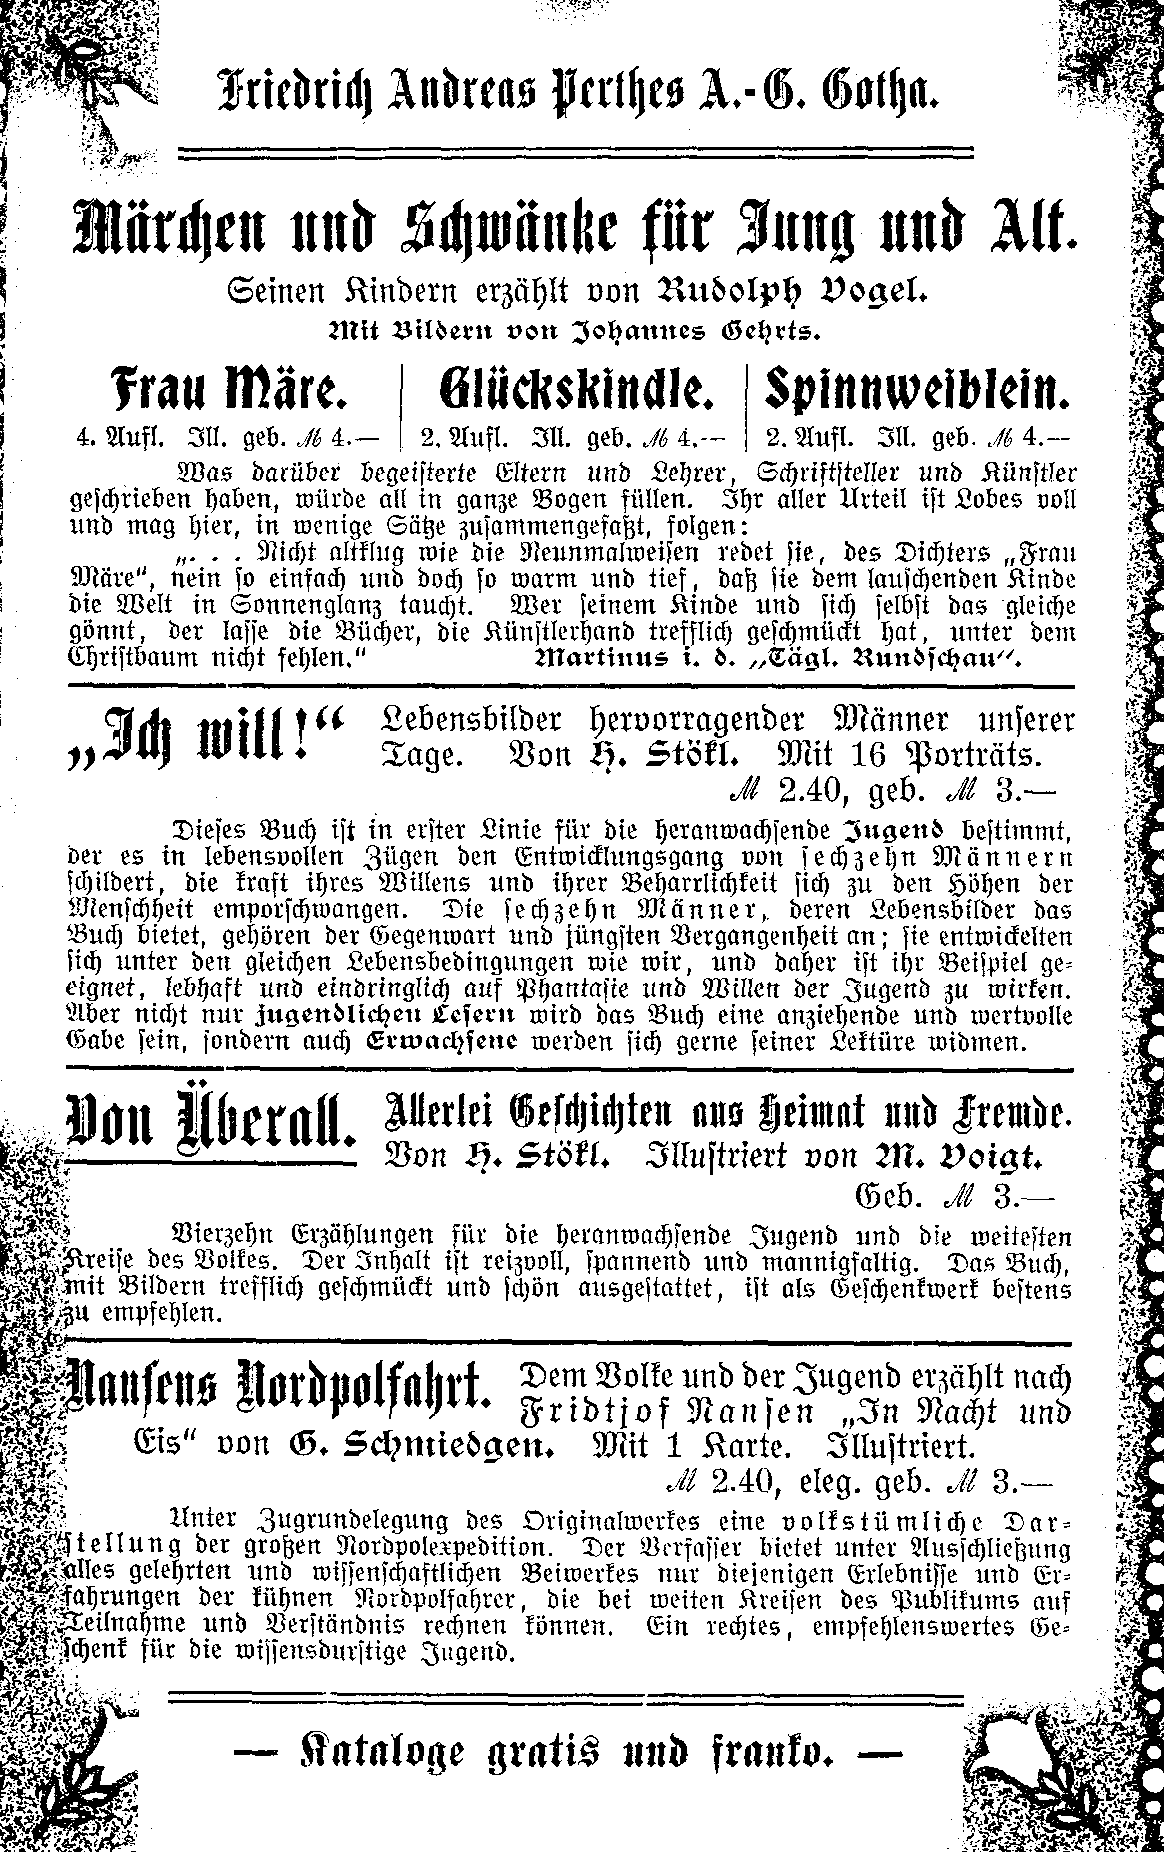 Friedrich Andreas Perthes A.-G. Gotha.
Märchen und Schwänke für Jung und Alt.
Seinen Kindern erzählt von Rudolph Vogel.
Mit Bildern von Johannes Gehrts.
Frau Märe. Glückskindle. Spinnweiblein.
4. Aufl. Ill. geb. ℳ 4.— 2. Aufl. Ill. geb. ℳ 4.— 2. Aufl. Ill. geb. ℳ 4.—
Was darüber begeisterte Eltern und Lehrer, Schriftsteller und Künstler
geschrieben haben, würde all in ganze Bogen füllen. Ihr aller Urteil ist Lobes voll
und mag hier, in wenige Sätze zusammengefaßt, folgen:
„. . . Nicht altklug wie die Neunmalweisen redet sie, des Dichters „Frau
Märe“, nein so einfach und doch so warm und tief, daß sie dem lauschenden Kinde
die Welt in Sonnenglanz taucht. Wer seinem Kinde und sich selbst das gleiche
gönnt, der lasse die Bücher, die Künstlerhand trefflich geschmückt hat, unter dem
Christbaum nicht fehlen.“ Martinus i. d. „Tägl. Rundschau“.
„Ich will!“ Lebensbilder hervorragender Männer unserer
Tage. Von H. Stökl. Mit 16 Porträts.
ℳ 2.40, geb. ℳ 3.—
Dieses Buch ist in erster Linie für die heranwachsende Jugend bestimmt,
der es in lebensvollen Zügen den Entwicklungsgang von sechzehn Männern
schildert, die kraft ihres Willens und ihrer Beharrlichkeit sich zu den Höhen der
Menschheit emporschwangen. Die sechzehn Männer, deren Lebensbilder das
Buch bietet, gehören der Gegenwart und jüngsten Vergangenheit an; sie entwickelten
sich unter den gleichen Lebensbedingungen wie wir, und daher ist ihr Beispiel ge-
eignet, lebhaft und eindringlich auf Phantasie und Willen der Jugend zu wirken.
Aber nicht nur jugendlichen Lesern wird das Buch eine anziehende und wertvolle
Gabe sein, sondern auch Erwachsene werden sich gerne seiner Lektüre widmen.
Von Überall. Allerlei Geschichten aus Heimat und Fremde.
Von H. Stökl. Illustriert von M. Voigt.
Geb. ℳ 3.—
Vierzehn Erzählungen für die heranwachsende Jugend und die weitesten
Kreise des Volkes. Der Inhalt ist reizvoll, spannend und mannigfaltig. Das Buch,
mit Bildern trefflich geschmückt und schön ausgestattet, ist als Geschenkwerk bestens
zu empfehlen.
Nansens Nordpolfahrt. Dem Volke und der Jugend erzählt nach
Fridtjof Nansen „In Nacht und
Eis“ von G. Schmiedgen. Mit 1 Karte. Illustriert.
ℳ 2.40, eleg. geb. ℳ 3.—
Unter Zugrundelegung des Originalwerkes eine volkstümliche Dar-
stellung der großen Nordpolexpedition. Der Verfasser bietet unter Ausschließung
alles gelehrten und wissenschaftlichen Beiwerkes nur diejenigen Erlebnisse und Er-
fahrungen der kühnen Nordpolfahrer, die bei weiten Kreisen des Publikums auf
Teilnahme und Verständnis rechnen können. Ein rechtes, empfehlenswertes Ge-
schenk für die wissensdurstige Jugend.
— Kataloge gratis und franko. —